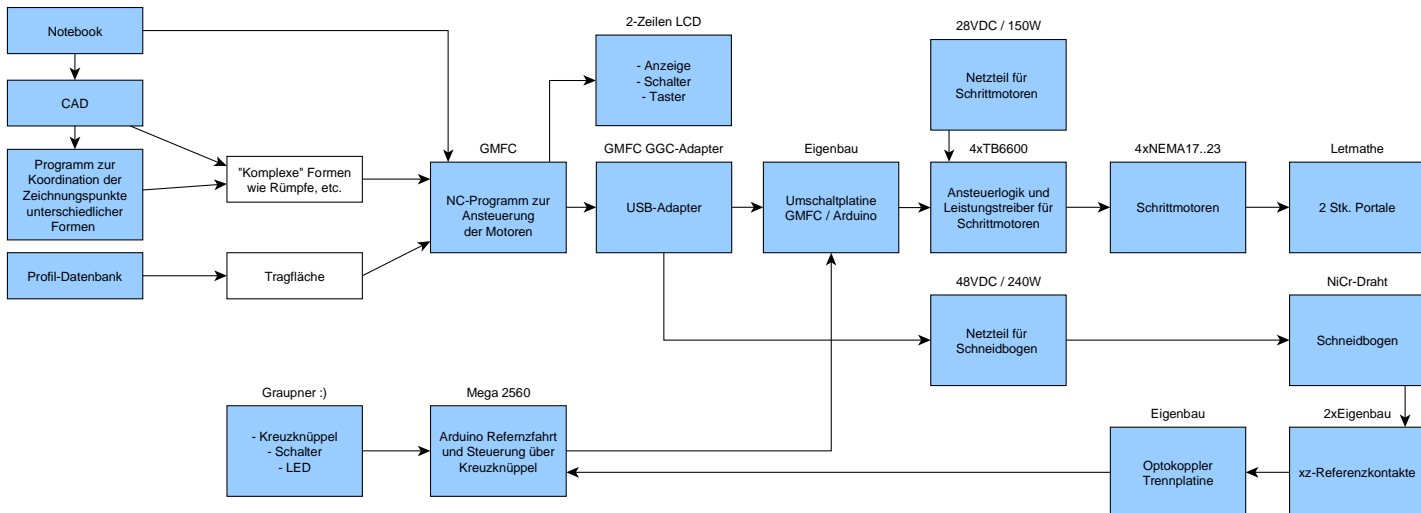 Notebook
CAD
Programm zur
Koordination der
Zeichnungspunkte
unterschiedlicher
Formen
Profil-Datenbank
"Komplexe" Formen
wie Rümpfe, etc.
Tragfläche
GMFC
NC-Programm zur
Ansteuerung
der Motoren
2-Zeilen LCD
- Anzeige
- Schalter
- Taster
GMFC GGC-Adapter
USB-Adapter
Eigenbau
Umschaltplatine
GMFC / Arduino
28VDC / 150W
Netzteil für
Schrittmotoren
4xTB6600
Ansteuerlogik und
Leistungstreiber für
Schrittmotoren
4xNEMA17..23
Schrittmotoren
Letmathe
2 Stk. Portale
48VDC / 240W
Netzteil für
Schneidbogen
NiCr-Draht
Schneidbogen
Graupner :)
- Kreuzknüppel
- Schalter
- LED
Mega 2560
Arduino Refernzfahrt
und Steuerung über
Kreuzknüppel
Eigenbau
Optokoppler
Trennplatine
2xEigenbau
xz-Referenzkontakte